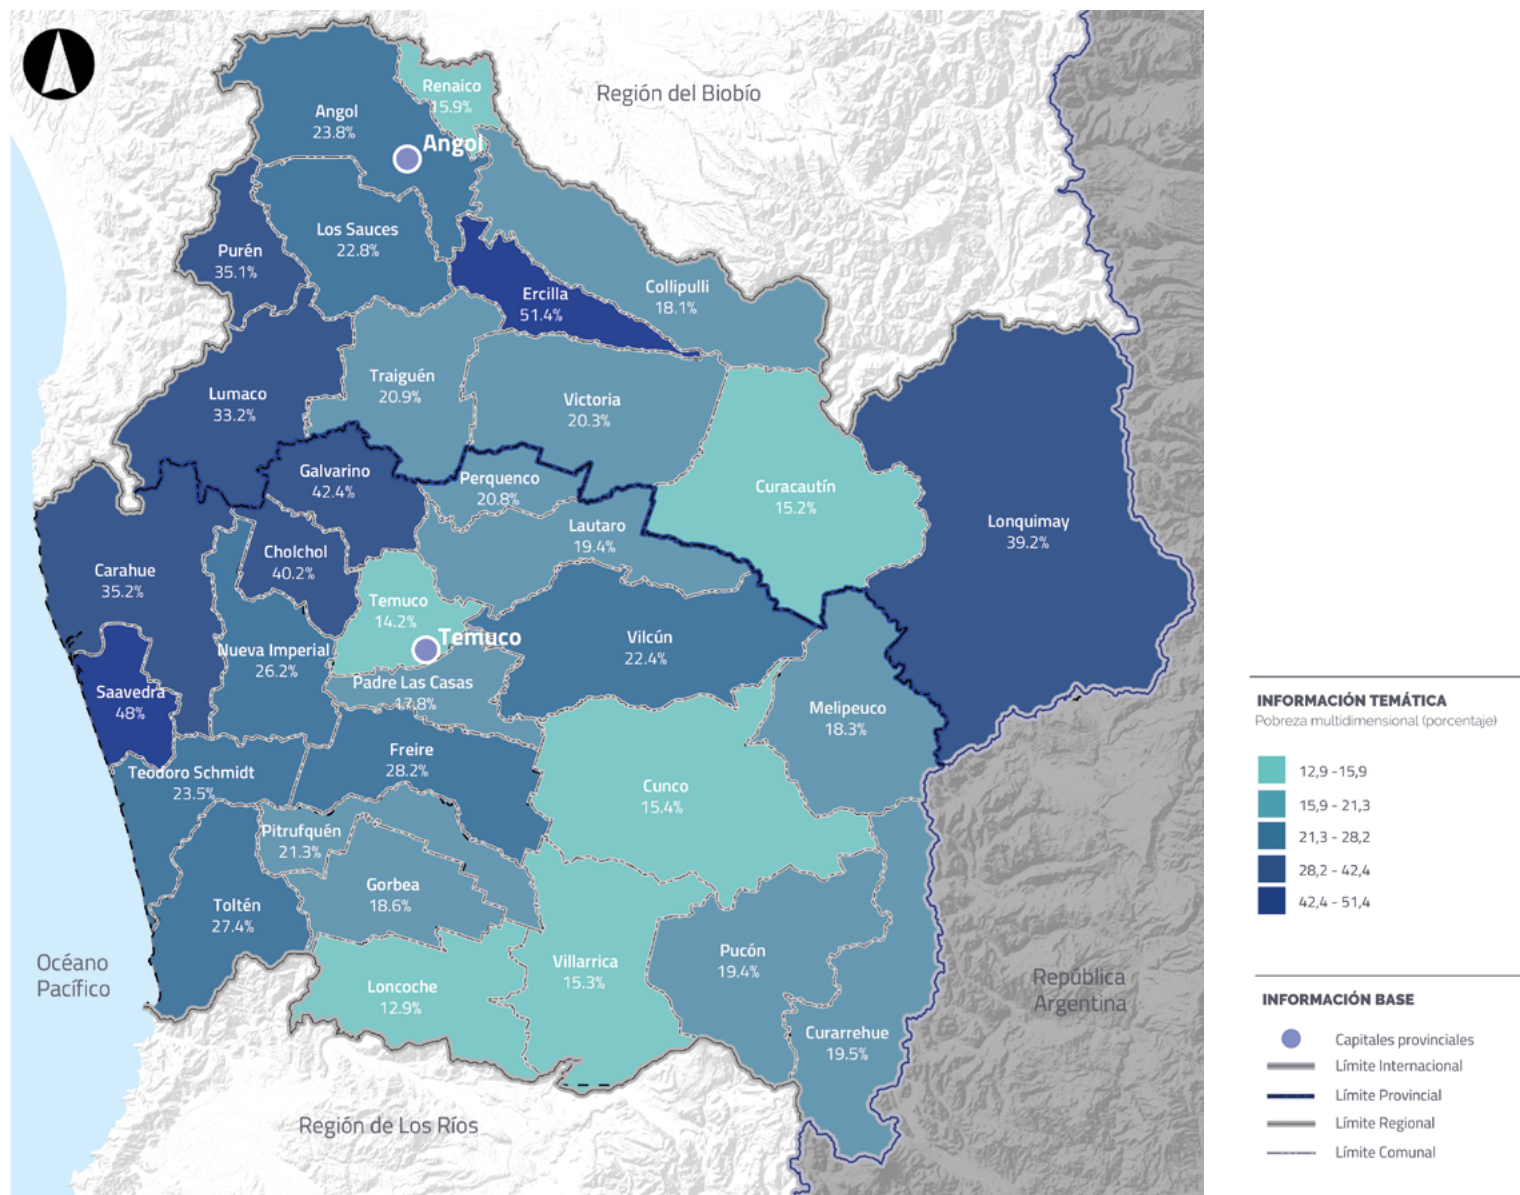 Renaico
15.9%
Región del Biobío
Angol
23.8%
Angol
Los Sauces
22.8%
Purén
35.1%
Ercilla
51.4%
Collipulli
18.1%
Lumaco
33.2%
Traiguén
20.9%
Victoria
20.3%
Galvarino
42.4%
Perquenco
20.8%
Curacautín
15.2%
Lonquimay
39.2%
Lautaro
19.4%
Cholchol
40.2%
Carahue
35.2%
Temuco
14.2%
Temuco
Vilcún
22.4%
Nueva Imperial
26.2%
Padre Las Casas
17.8%
Saavedra
48%
Melipeuco
18.3%
Freire
28.2%
Teodoro Schmidt
23.5%
Cunco
15.4%
Pitrufquén
21.3%
Gorbea
18.6%
Toltén
27.4%
Pucón
19.4%
Villarrica
15.3%
Loncoche
12.9%
Curarrehue
19.5%
Océano
Pacífico
República
Argentina
Región de Los Ríos
INFORMACIÓN TEMÁTICA
Pobreza multidimensional (porcentaje)
12,9 -15,9
15,9 - 21,3
21,3 - 28,2
28,2 - 42,4
42,4 - 51,4
INFORMACIÓN BASE
Capitales provinciales
Límite Internacional
Límite Provincial
Límite Regional
Límite Comunal